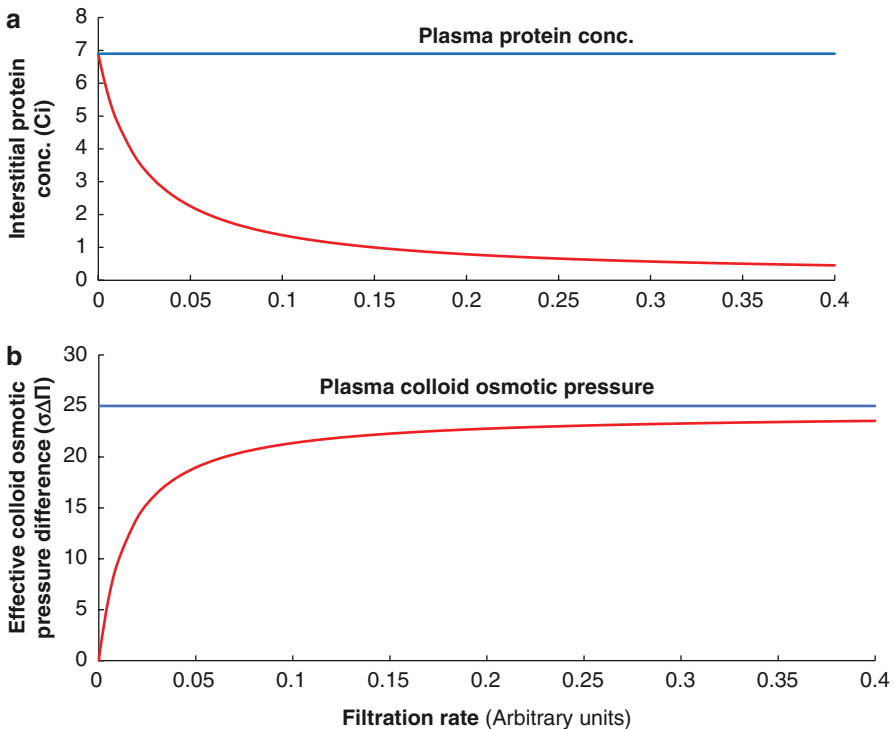 a
Interstitial protein
conc. (Ci)
8
7
6
5
4
3
2
1
0
Plasma protein conc.
0 0.05 0.1 0.15 0.2 0.25 0.3 0.35 0.4
b
Effective colloid osmotic
pressure difference (σΔΠ)
30
25
20
15
10
5
0
Plasma colloid osmotic pressure
0 0.05 0.1 0.15 0.2 0.25 0.3 0.35 0.4
Filtration rate (Arbitrary units)